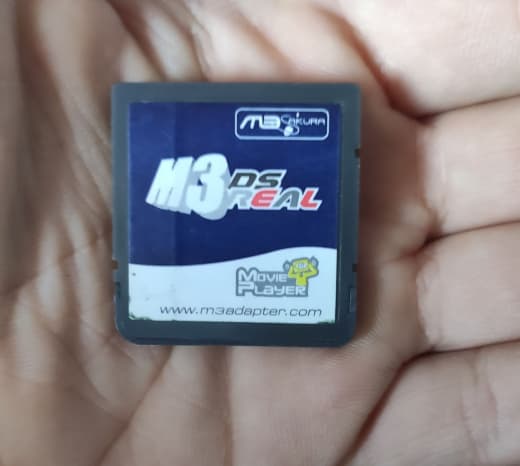 M3 SAKURA
M3 DS
REAL
MOVIE
PLAYER
www.m3adapter.com